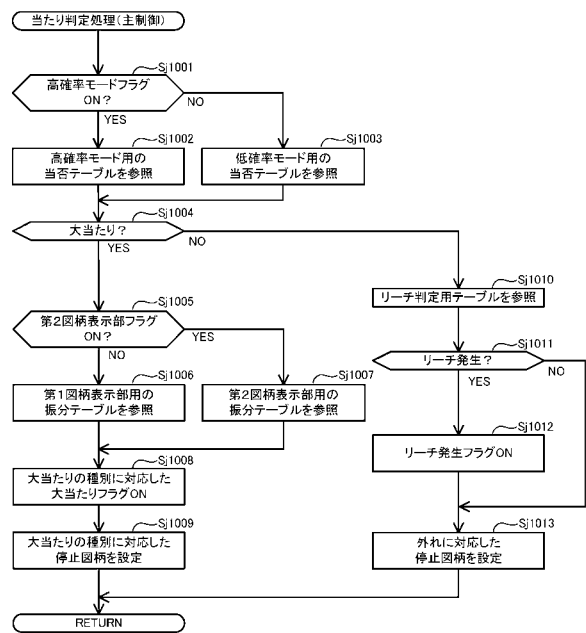 当たり判定処理(主制御)
Sj1001
高確率モードフラグ
ON?
NO
YES
Sj1002
高確率モード用の
当否テーブルを参照
Sj1003
低確率モード用の
当否テーブルを参照
Sj1004
大当たり?
NO
YES
Sj1005
第2図柄表示部フラグ
ON?
YES
NO
Sj1006
第1図柄表示部用の
振分テーブルを参照
Sj1007
第2図柄表示部用の
振分テーブルを参照
Sj1008
大当たりの種別に対応した
大当たりフラグON
Sj1009
大当たりの種別に対応した
停止図柄を設定
Sj1010
リーチ判定用テーブルを参照
Sj1011
リーチ発生?
NO
YES
Sj1012
リーチ発生フラグON
Sj1013
外れに対応した
停止図柄を設定
RETURN